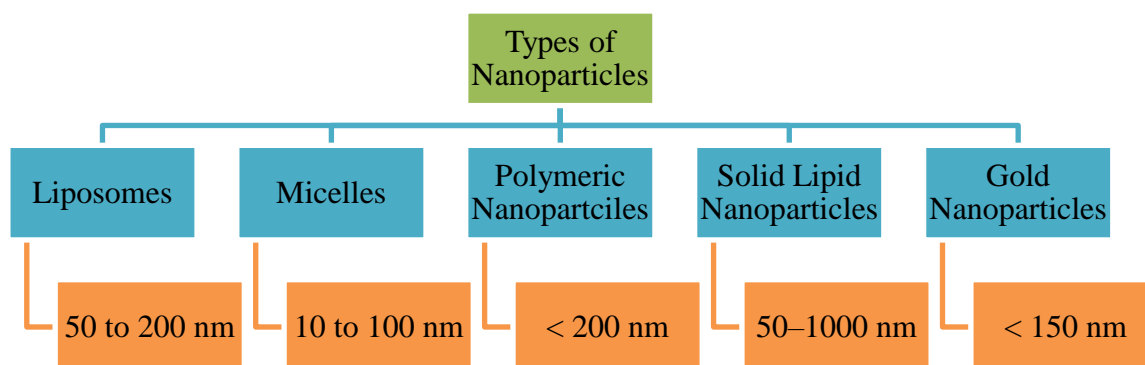 Types of
Nanoparticles
Liposomes
Micelles
Polymeric
Nanopartciles
Solid Lipid
Nanoparticles
Gold
Nanoparticles
50 to 200 nm
10 to 100 nm
< 200 nm
50–1000 nm
< 150 nm